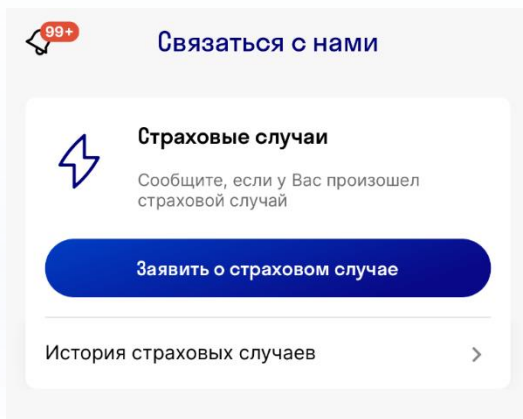 99+
Связаться с нами
Страховые случаи
Сообщите, если у Вас произошел
страховой случай
Заявить о страховом случае
История страховых случаев